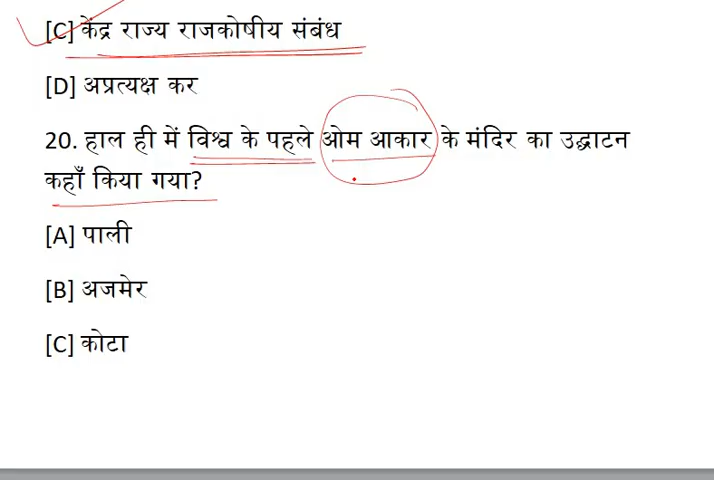 [C] केंद्र राज्य राजकोषीय संबंध
[D] अप्रत्यक्ष कर
20. हाल ही में विश्व के पहले ओम आकार के मंदिर का उद्घाटन
कहाँ किया गया?
[A] पाली
[B] अजमेर
[C] कोटा